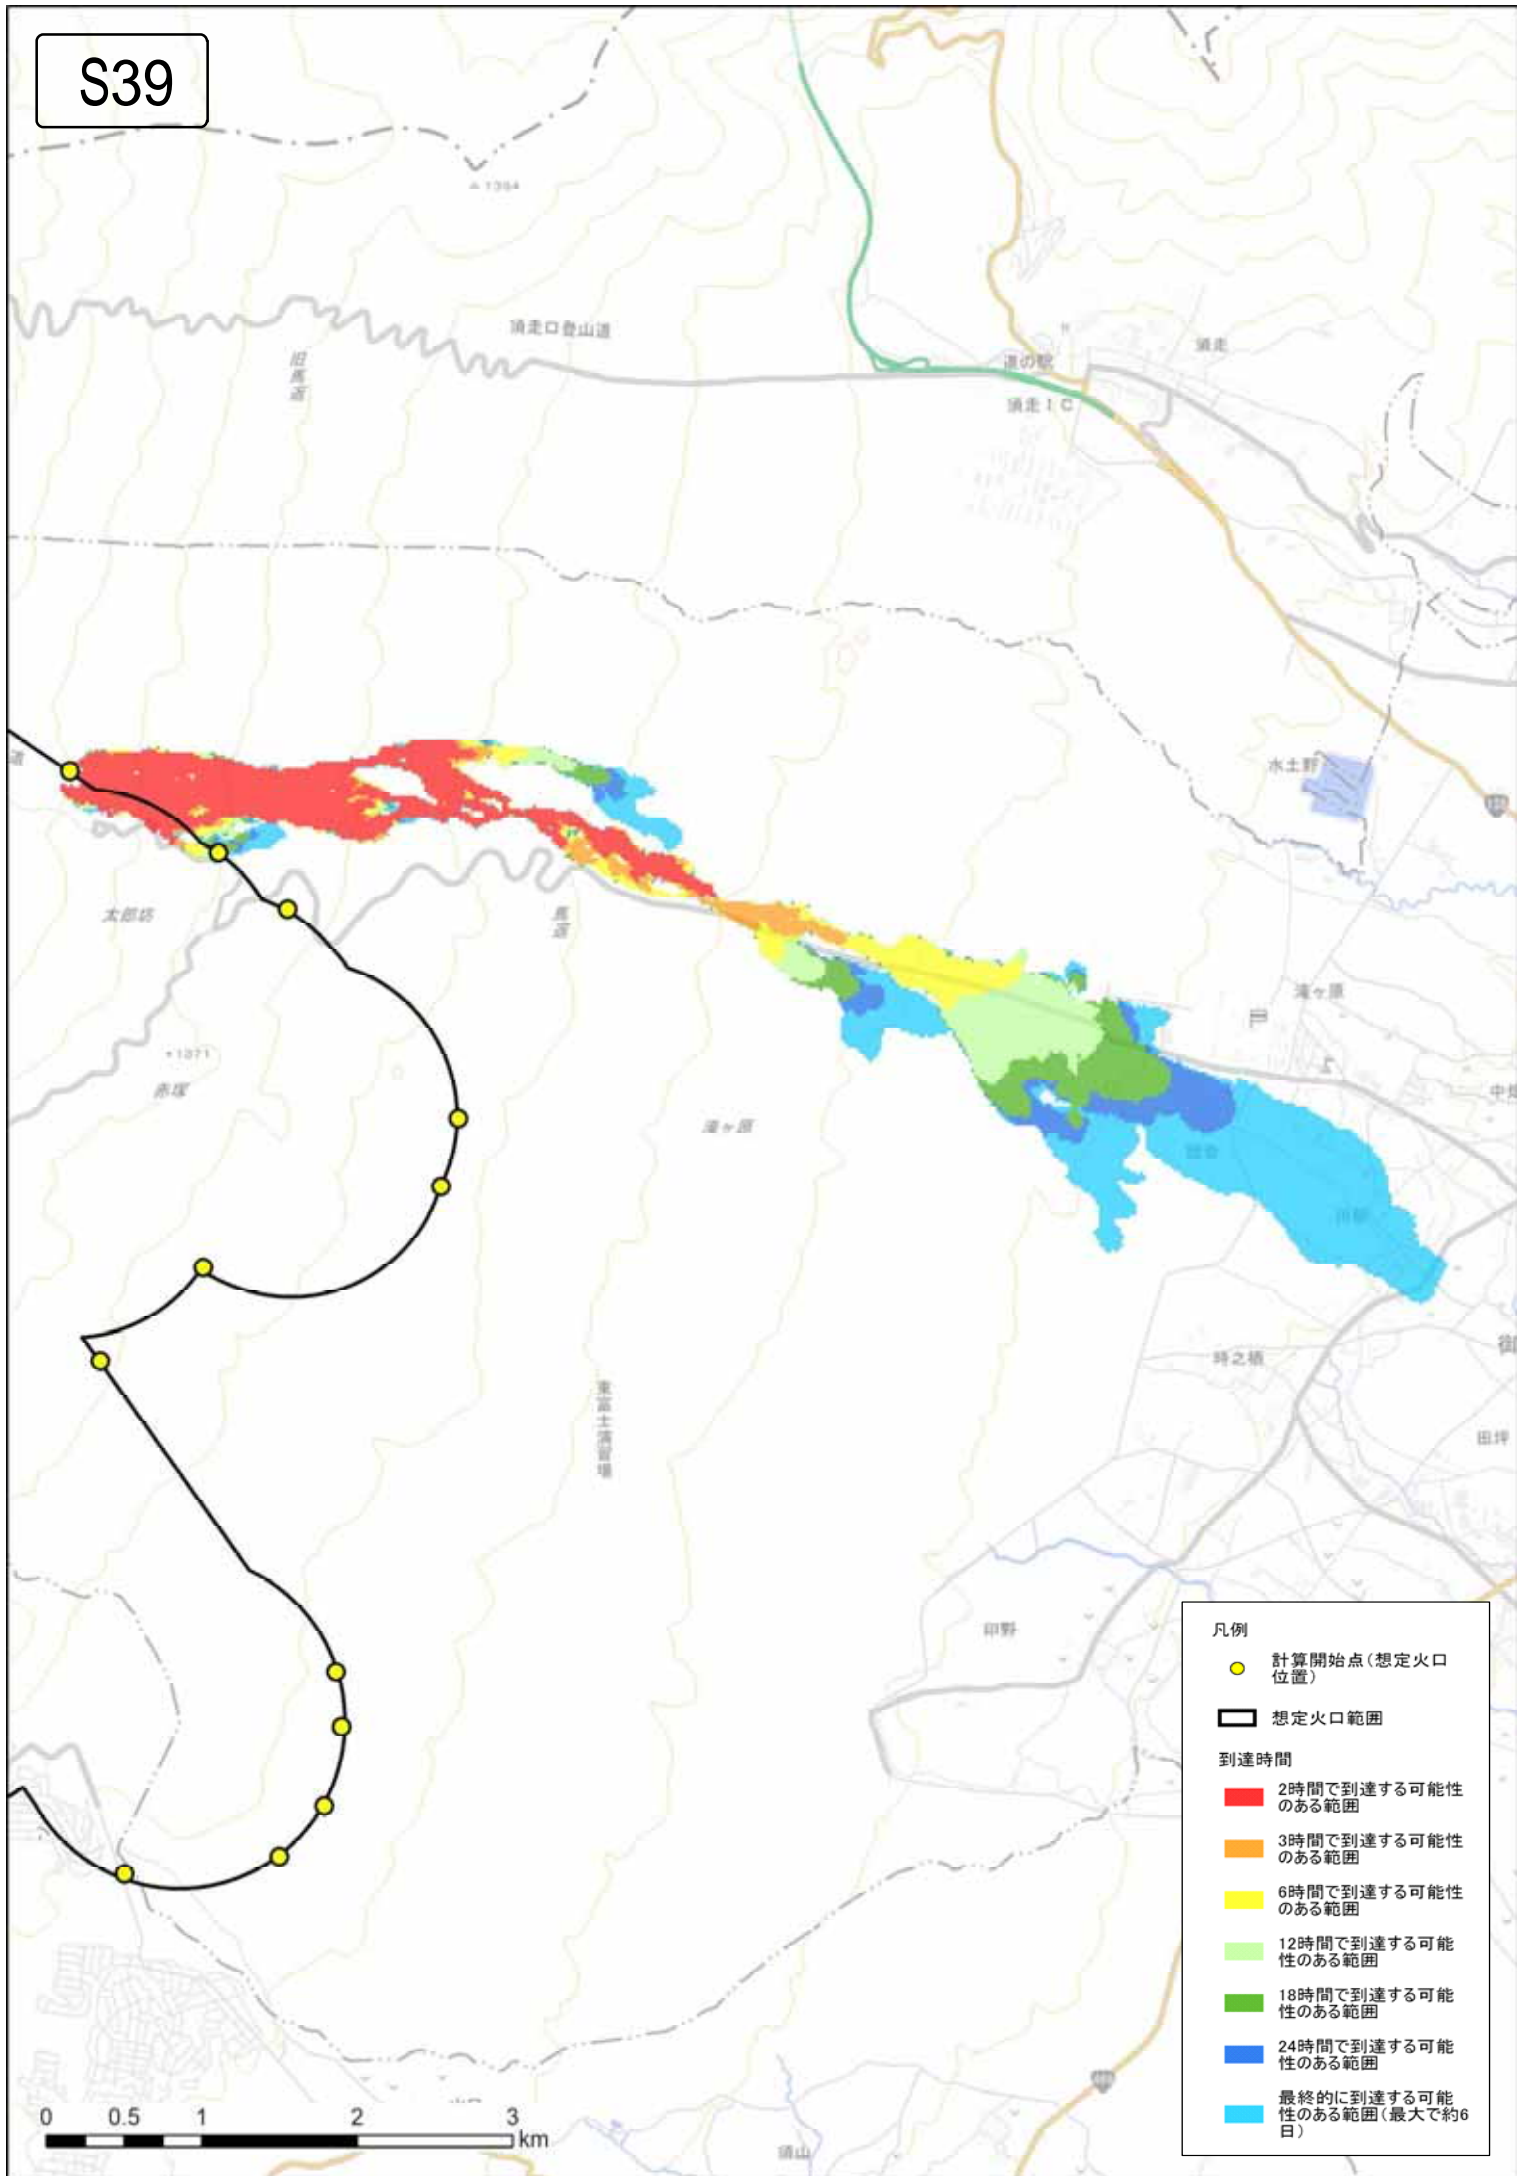 S39
1394
須走口登山道
旧馬返
道の駅
須走
須走IC
道
水土野
太郎坊
馬返
滝ヶ原
1371
赤塚
滝ヶ原
中畑
時之栖
御
東富士演習場
田坪
印野
須山
凡例
計算開始点(想定火口
位置)
想定火口範囲
到達時間
2時間で到達する可能性
のある範囲
3時間で到達する可能性
のある範囲
6時間で到達する可能性
のある範囲
12時間で到達する可能
性のある範囲
18時間で到達する可能
性のある範囲
24時間で到達する可能
性のある範囲
最終的に到達する可能
性のある範囲(最大で約6
日)
0 0.5 1 2 3
km